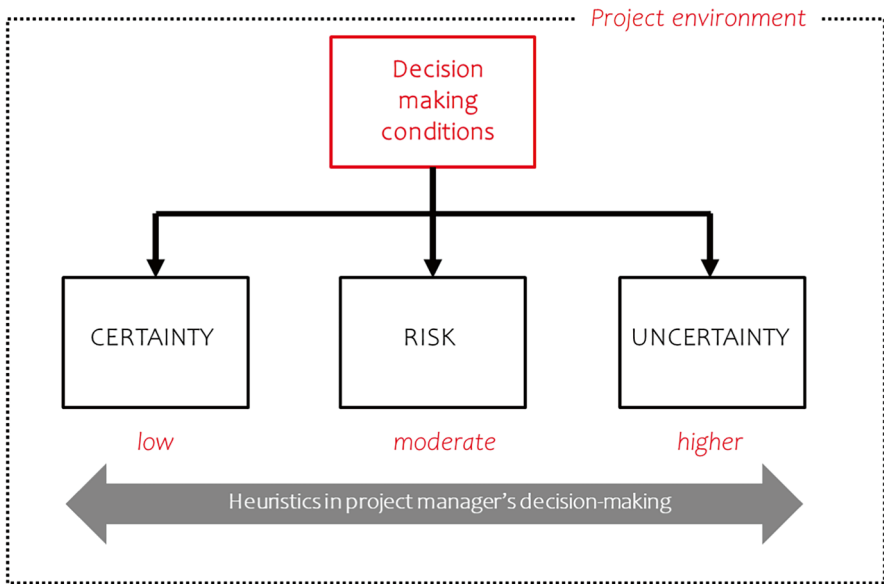 Project environment
Decision
making
conditions
CERTAINTY
RISK
UNCERTAINTY
low
moderate
higher
Heuristics in project manager’s decision-making